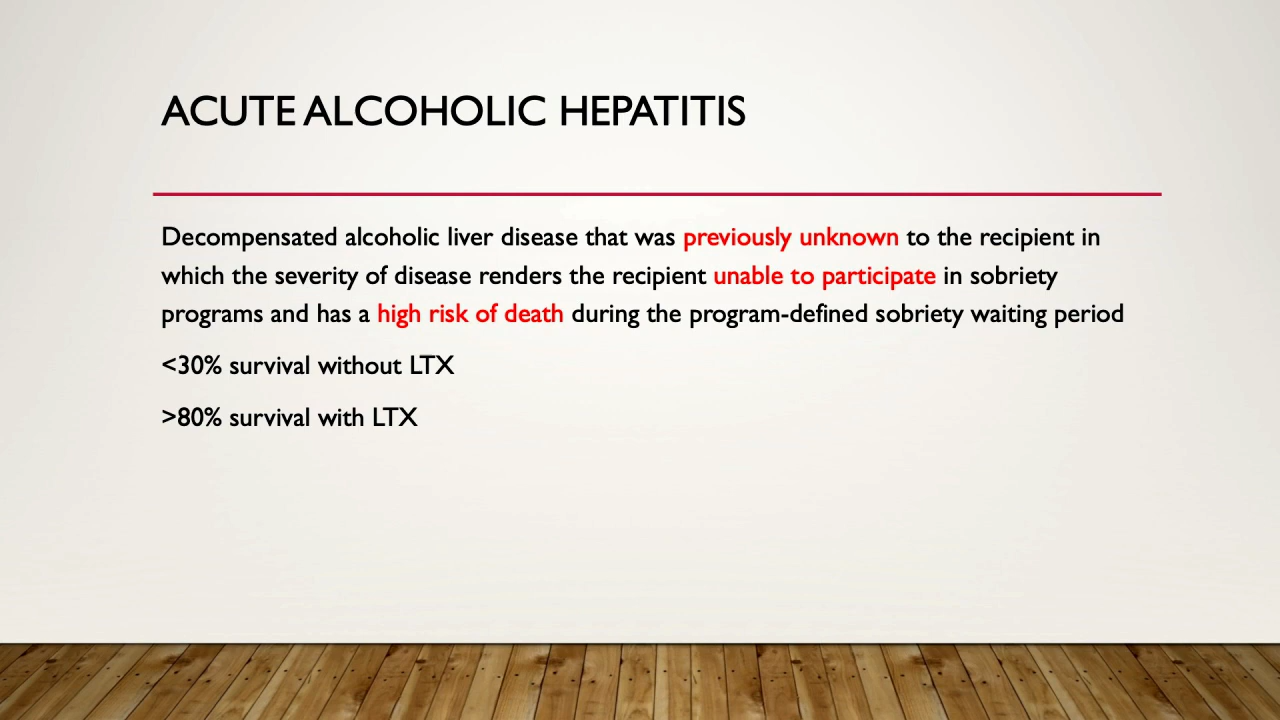 ACUTE ALCOHOLIC HEPATITIS
Decompensated alcoholic liver disease that was previously unknown to the recipient in
which the severity of disease renders the recipient unable to participate in sobriety
programs and has a high risk of death during the program-defined sobriety waiting period
<30% survival without LTX
>80% survival with LTX